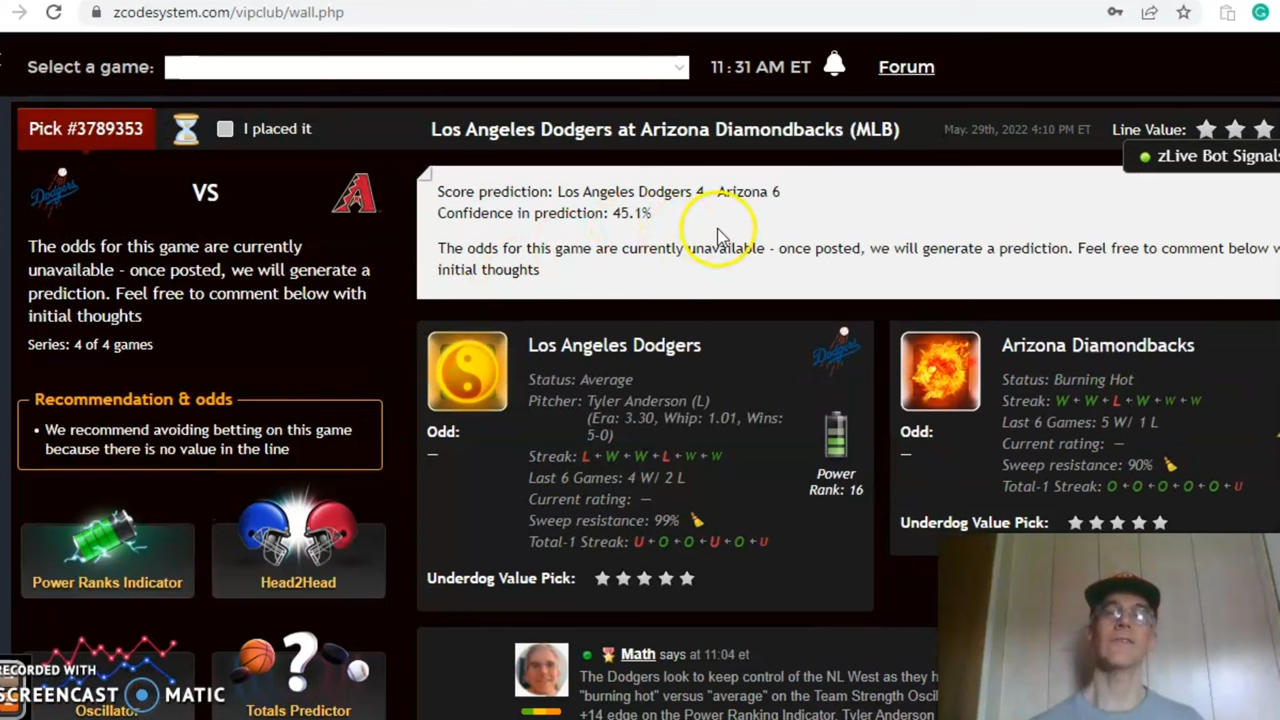 zcodesystem.com/vipclub/wall.php
Select a game:
11:31 AM ET
Forum
Pick #3789353
I placed it
Los Angeles Dodgers at Arizona Diamondbacks (MLB)
May. 29th, 2022 4:10 PM ET
Line Value:
zLive Bot Signals
Dodgers
VS
A
The odds for this game are currently
unavailable - once posted, we will generate a
prediction. Feel free to comment below with
initial thoughts
Series: 4 of 4 games
Score prediction: Los Angeles Dodgers 4 - Arizona 6
Confidence in prediction: 45.1%
The odds for this game are currently unavailable - once posted, we will generate a prediction. Feel free to comment below w
initial thoughts
Recommendation & odds
• We recommend avoiding betting on this game
because there is no value in the line
Power Ranks Indicator
Head2Head
Oscillato
Totals Predictor
Los Angeles Dodgers
Dodgers
Status: Average
Pitcher: Tyler Anderson (L)
(Era: 3.30, Whip: 1.01, Wins:
5-0)
Odd:
—
Streak: L ← W ← W ← L ← W ← W
Last 6 Games: 4 W/ 2 L
Current rating: —
Sweep resistance: 99%
Total-1 Streak: U ← O ← O ← U ← O ← U
Power
Rank: 16
Underdog Value Pick:
Arizona Diamondbacks
Status: Burning Hot
Streak: W ← W ← L ← W ← W ← W
Last 6 Games: 5 W/ 1 L
Current rating: —
Sweep resistance: 90%
Total-1 Streak: O ← O ← O ← O ← O ← U
Odd:
—
Underdog Value Pick:
Math says at 11:04 et
The Dodgers look to keep control of the NL West as they h
"burning hot" versus "average" on the Team Strength Oscil
+14 edge on the Power Ranking Indicator. Tyler Anderson
RECORDED WITH
SCREENCAST MATIC